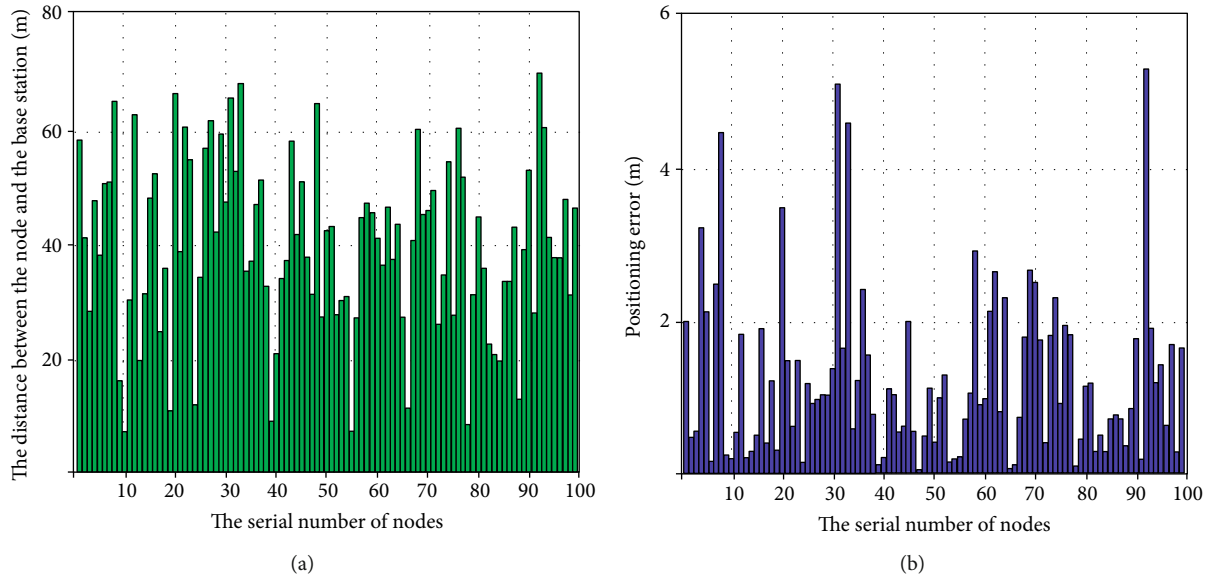 The distance between the node and the base station (m)
80
60
40
20
10 20 30 40 50 60 70 80 90 100
The serial number of nodes
(a)
Positioning error (m)
6
4
2
10 20 30 40 50 60 70 80 90 100
The serial number of nodes
(b)